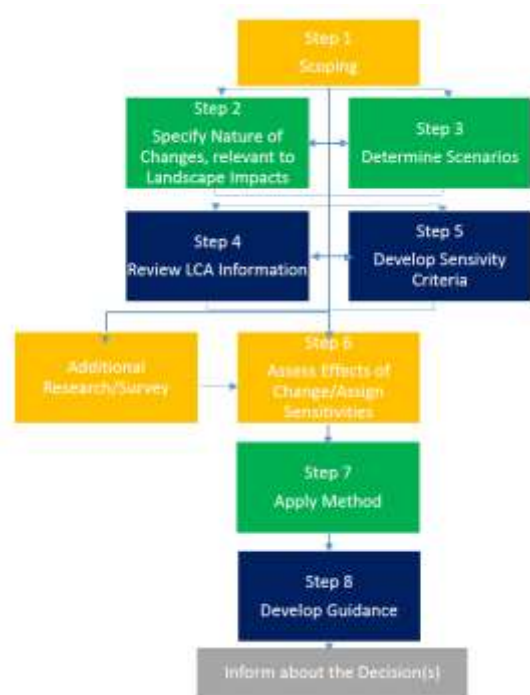 Step 1
Scoping
Step 2
Specify Nature of
Changes, relevant to
Landscape Impacts
Step 3
Determine Scenarios
Step 4
Review LCA Information
Step 5
Develop Sensivity
Criteria
Additional
Research/Survey
Step 6
Assess Effects of
Change/Assign
Sensitivities
Step 7
Apply Method
Step 8
Develop Guidance
Inform about the Decision(s)